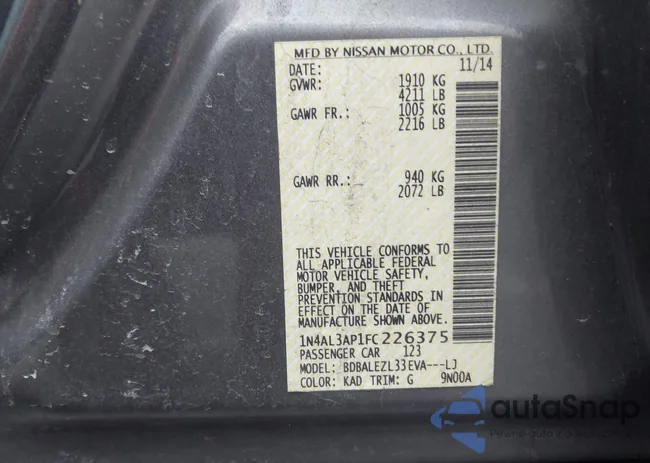 MFD BY NISSAN MOTOR CO., LTD.
DATE: 11/14
GVWR: 1910 KG
4211 LB
GAWR FR.: 1005 KG
2216 LB
GAWR RR.: 940 KG
2072 LB
THIS VEHICLE CONFORMS TO
ALL APPLICABLE FEDERAL
MOTOR VEHICLE SAFETY,
BUMPER, AND THEFT
PREVENTION STANDARDS IN
EFFECT ON THE DATE OF
MANUFACTURE SHOWN ABOVE.
1N4AL3AP1FC226375
PASSENGER CAR 123
MODEL: BDBALEZL33EVA---LJ
COLOR: KAD TRIM: G 9N00A
autaSnap